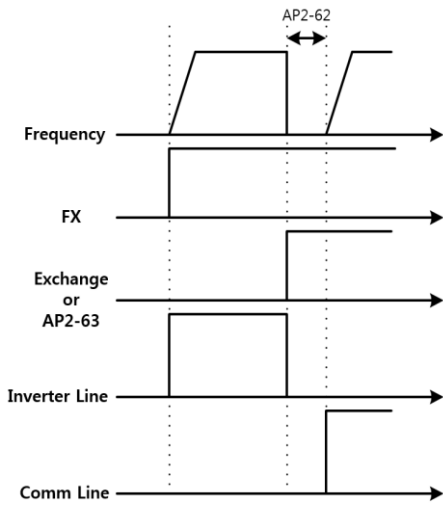 AP2-62
Frequency
FX
Exchange
or
AP2-63
Inverter Line
Comm Line